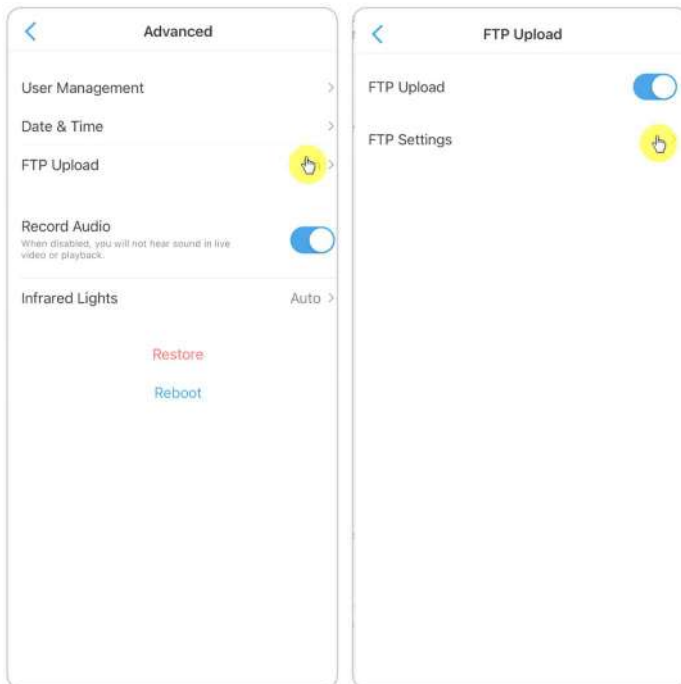 Advanced
User Management
Date & Time
FTP Upload
Record Audio
When disabled, you will not hear sound in live
video or playback.
Infrared Lights
Auto
Restore
Reboot
FTP Upload
FTP Upload
FTP Settings